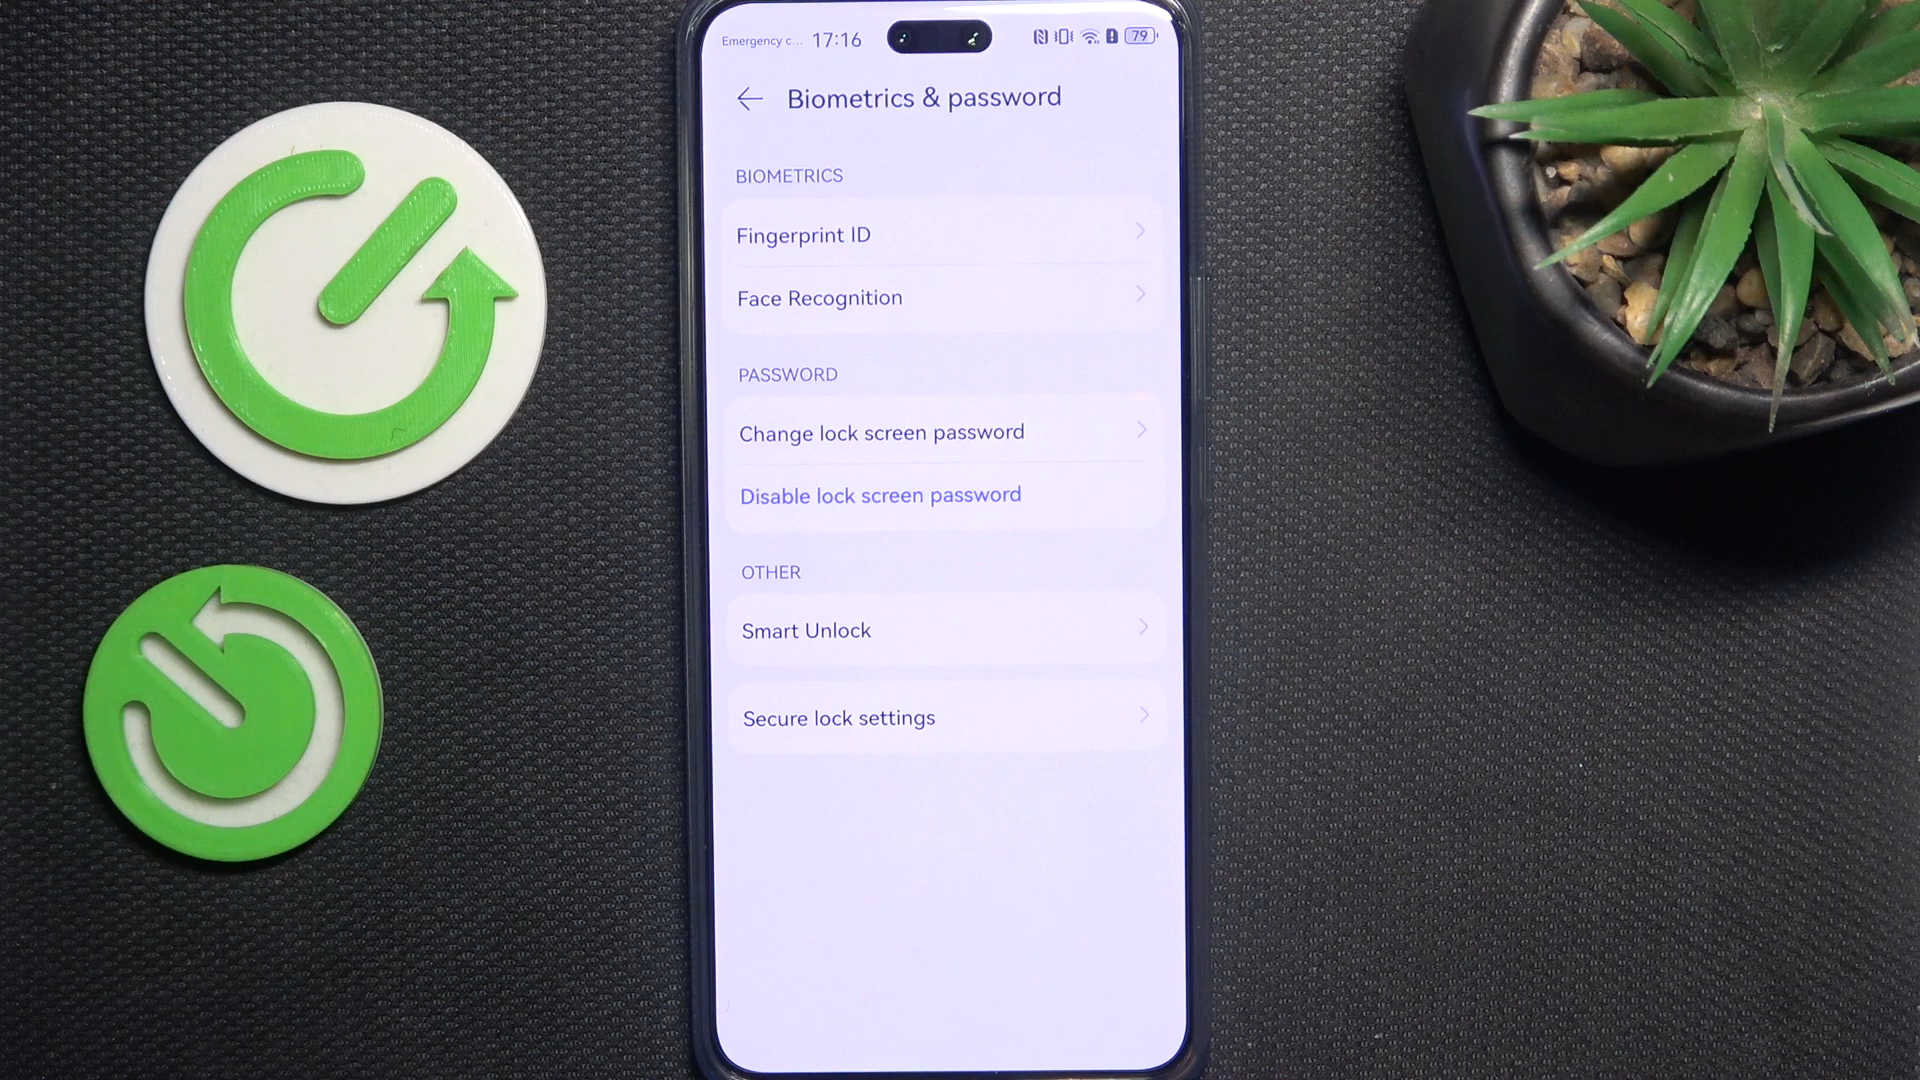 Emergency c... 17:16 79
Biometrics & password
BIOMETRICS
Fingerprint ID
Face Recognition
PASSWORD
Change lock screen password
Disable lock screen password
OTHER
Smart Unlock
Secure lock settings